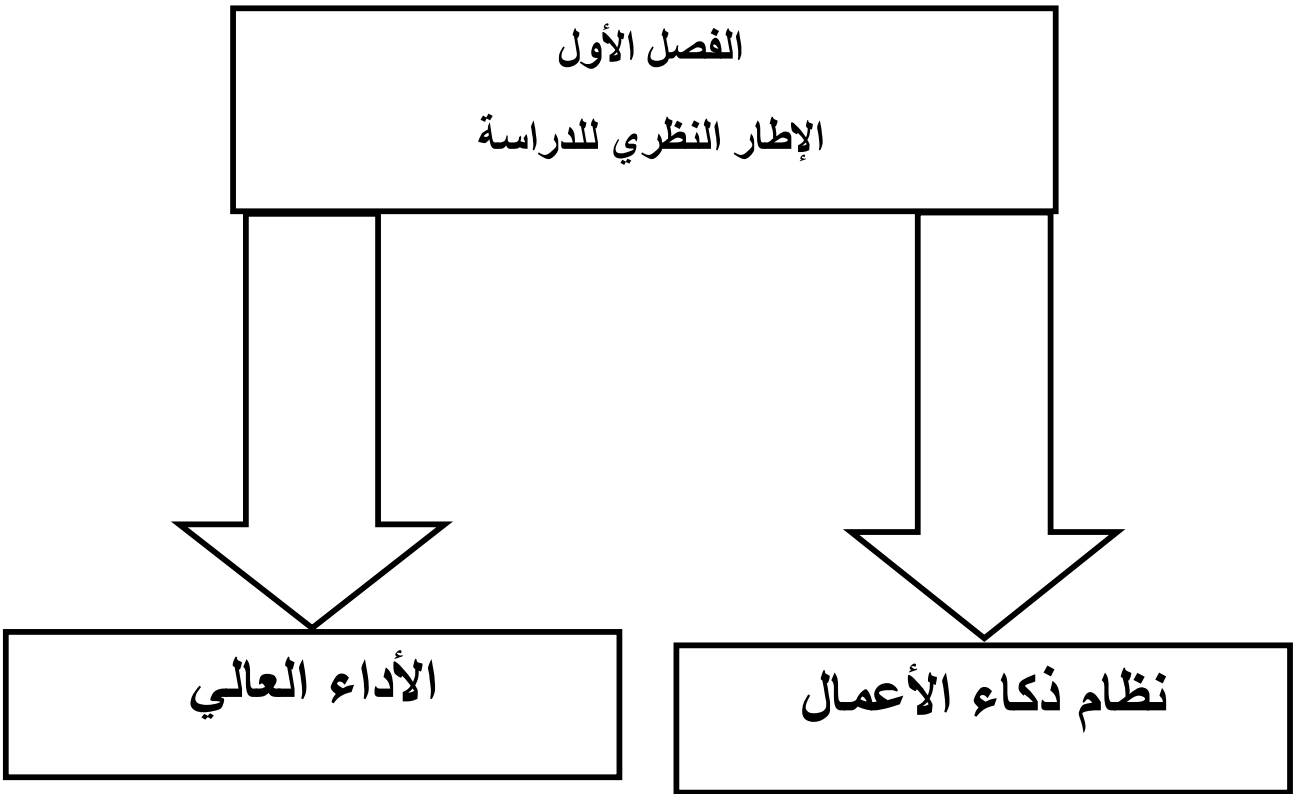 الفصل الأول
الإطار النظري للدراسة
نظام ذكاء الأعمال
الأداء العالي